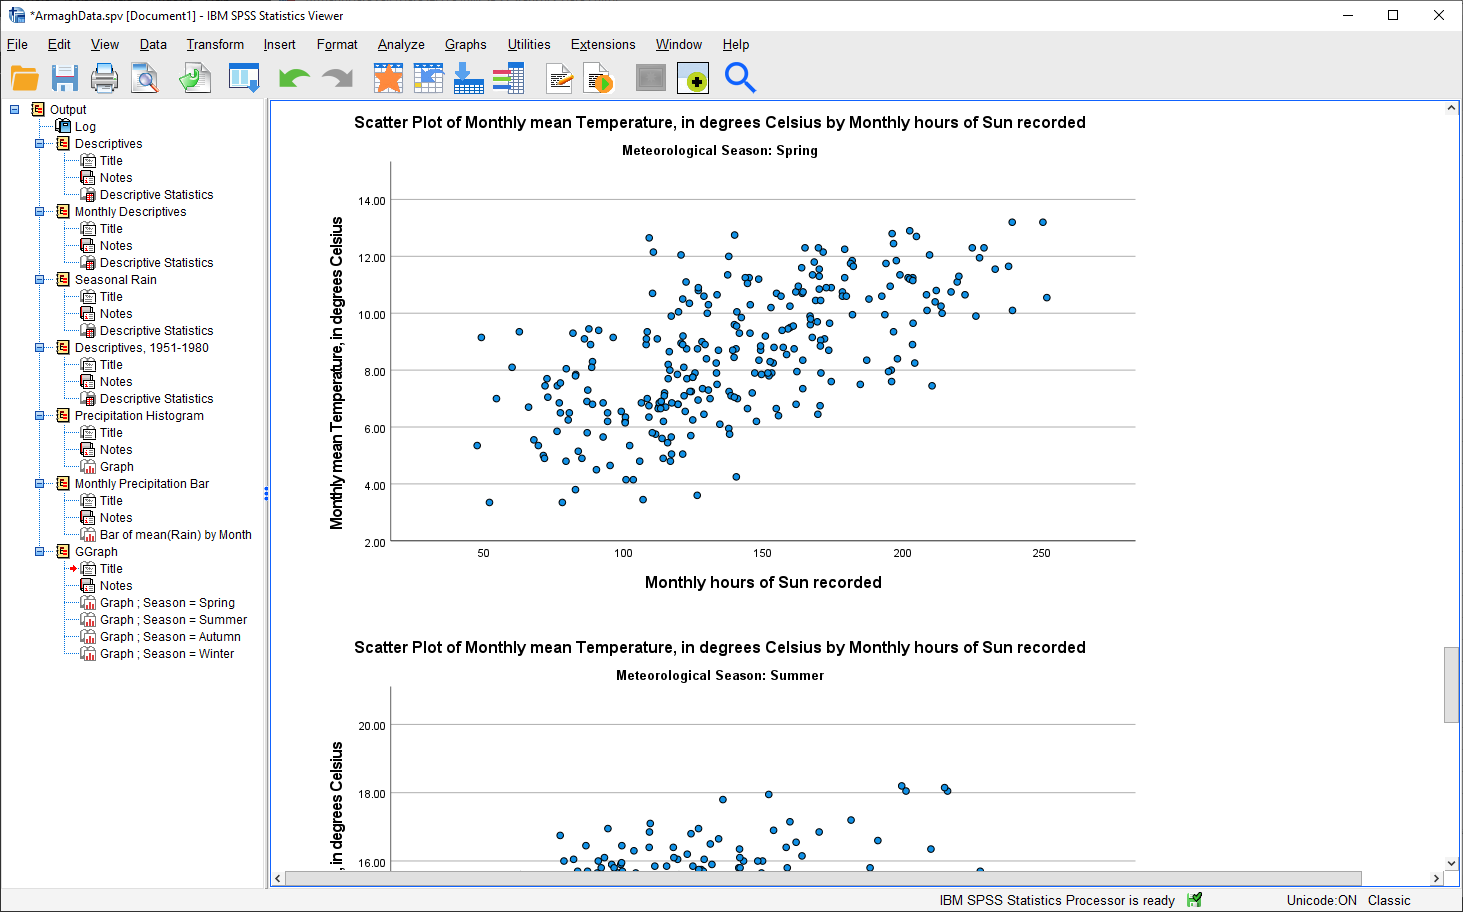 *ArmaghData.spv [Document1] - IBM SPSS Statistics Viewer
File Edit View Data Transform Insert Format Analyze Graphs Utilities Extensions Window Help
Output
Log
Descriptives
Title
Notes
Descriptive Statistics
Monthly Descriptives
Title
Notes
Descriptive Statistics
Seasonal Rain
Title
Notes
Descriptive Statistics
Descriptives, 1951-1980
Title
Notes
Descriptive Statistics
Precipitation Histogram
Title
Notes
Graph
Monthly Precipitation Bar
Title
Notes
Bar of mean(Rain) by Month
GGraph
Title
Notes
Graph ; Season = Spring
Graph ; Season = Summer
Graph ; Season = Autumn
Graph ; Season = Winter
Scatter Plot of Monthly mean Temperature, in degrees Celsius by Monthly hours of Sun recorded
Meteorological Season: Spring
Monthly mean Temperature, in degrees Celsius
14.00
12.00
10.00
8.00
6.00
4.00
2.00
50 100 150 200 250
Monthly hours of Sun recorded
Scatter Plot of Monthly mean Temperature, in degrees Celsius by Monthly hours of Sun recorded
Meteorological Season: Summer
, in degrees Celsius
20.00
18.00
16.00
IBM SPSS Statistics Processor is ready Unicode:ON Classic